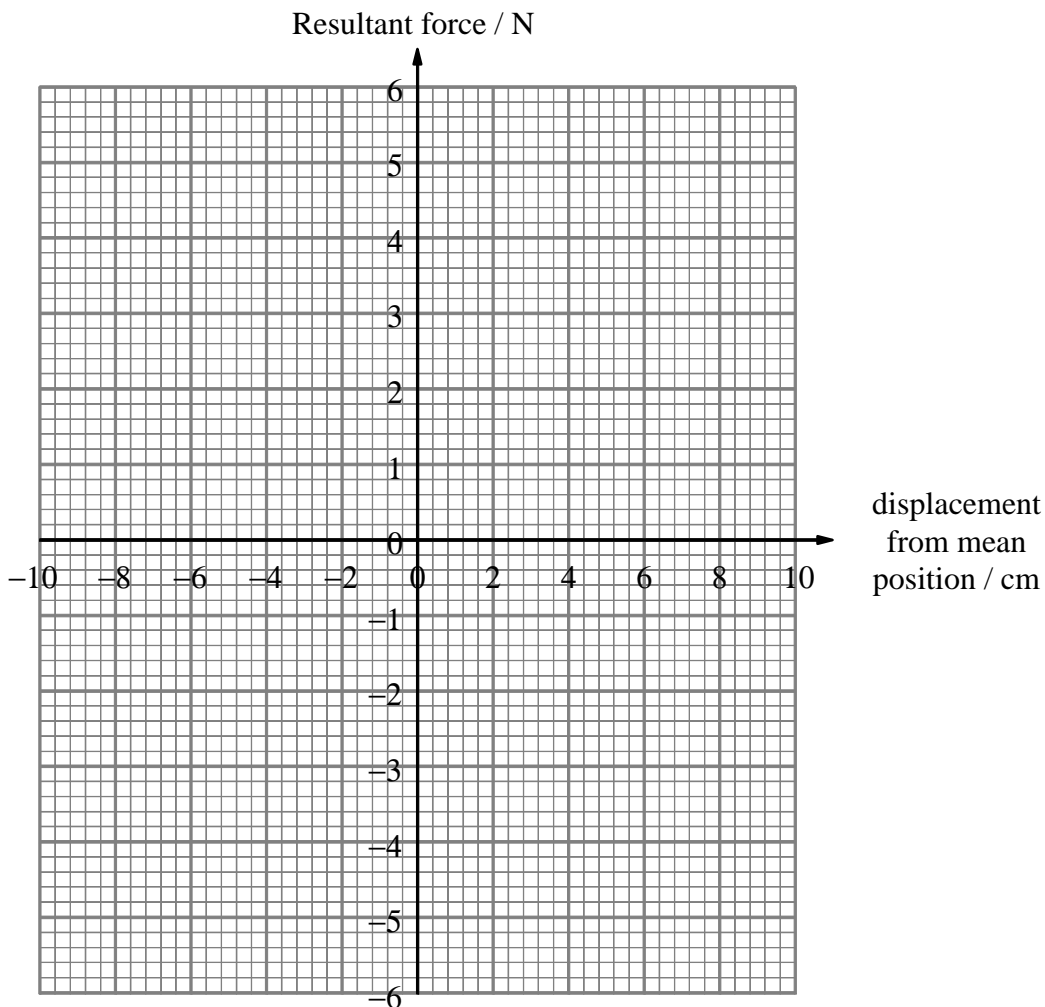 Resultant force / N
6
5
4
3
2
1
0
displacement
from mean
position / cm
–10 –8 –6 –4 –2 0 2 4 6 8 10
–1
–2
–3
–4
–5
–6